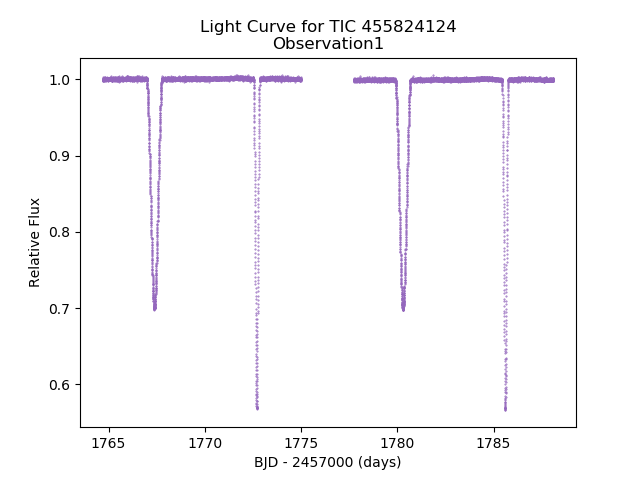 Light Curve for TIC 455824124
Observation1
1.0
0.9
0.8
0.7
0.6
Relative Flux
1765
1770
1775
1780
1785
BJD - 2457000 (days)